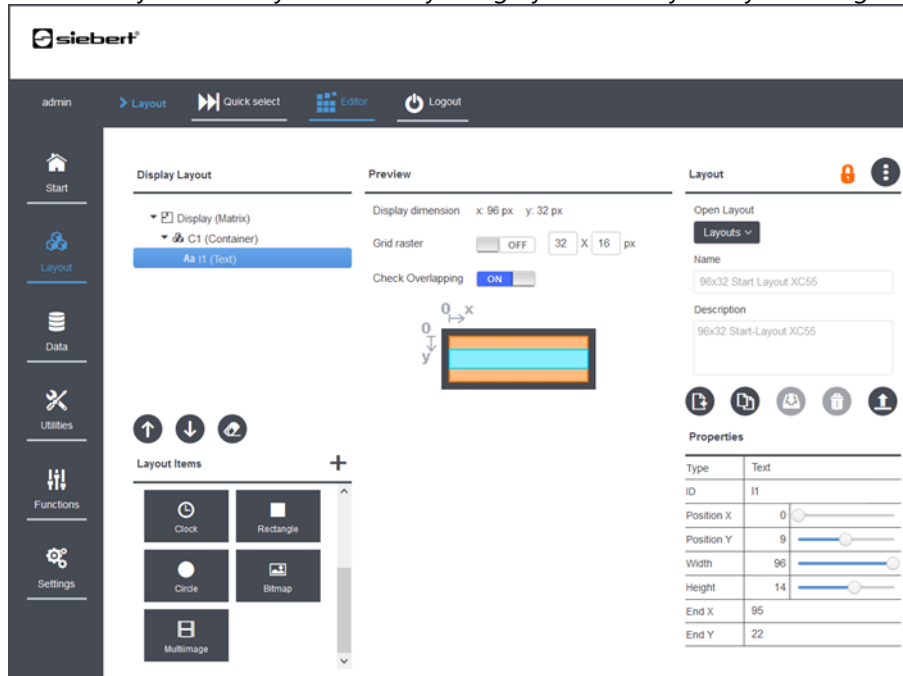 siebert®
admin
Layout
Quick select
Editor
Logout
Start
Layout
Data
Utilities
Functions
Settings
Display Layout
Display (Matrix)
C1 (Container)
Aa I1 (Text)
Layout Items
Clock
Rectangle
Circle
Bitmap
Multiimage
Preview
Display dimension x: 96 px y: 32 px
Grid raster OFF 32 X 16 px
Check Overlapping ON
0 x
0
y
Layout
Open Layout
Layouts
Name
96x32 Start Layout XC55
Description
96x32 Start-Layout XC55
Properties
Type Text
ID I1
Position X 0
Position Y 9
Width 96
Height 14
End X 95
End Y 22